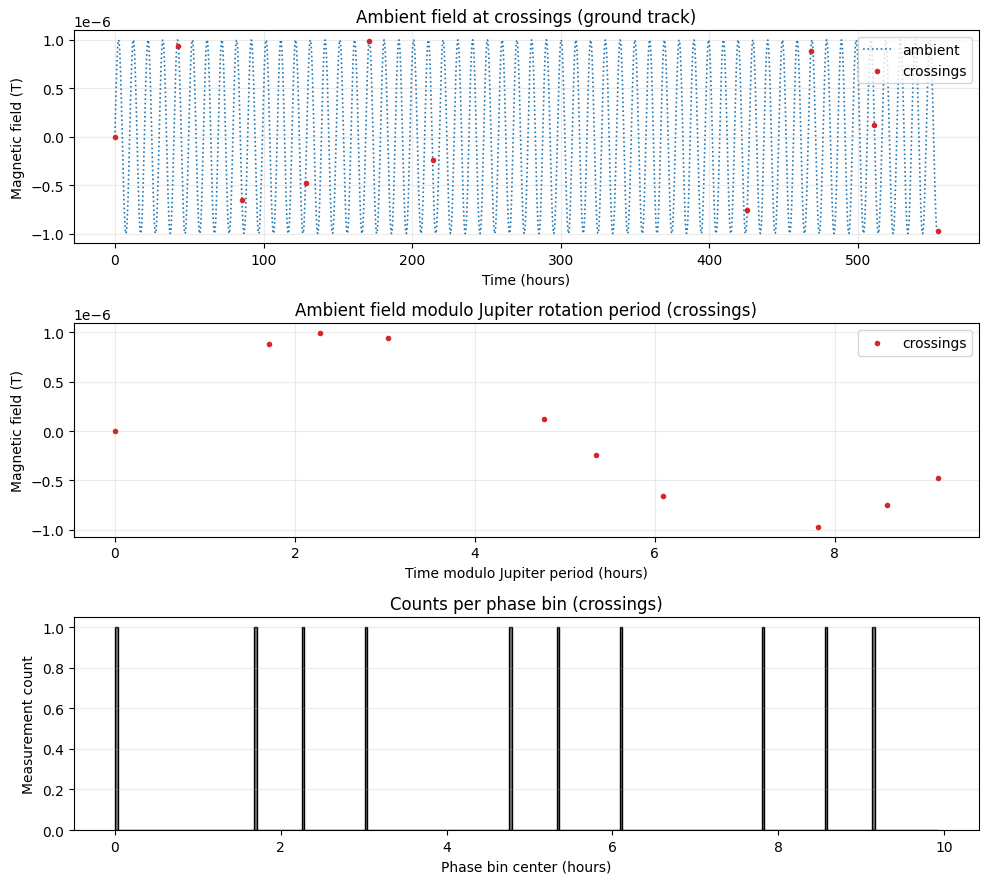 Ambient field at crossings (ground track)
1e−6
1.0
0.5
0.0
−0.5
−1.0
Magnetic field (T)
ambient
crossings
0 100 200 300 400 500
Time (hours)
Ambient field modulo Jupiter rotation period (crossings)
1e−6
1.0
0.5
0.0
−0.5
−1.0
Magnetic field (T)
crossings
0 2 4 6 8
Time modulo Jupiter period (hours)
Counts per phase bin (crossings)
1.0
0.8
0.6
0.4
0.2
0.0
Measurement count
0 2 4 6 8 10
Phase bin center (hours)